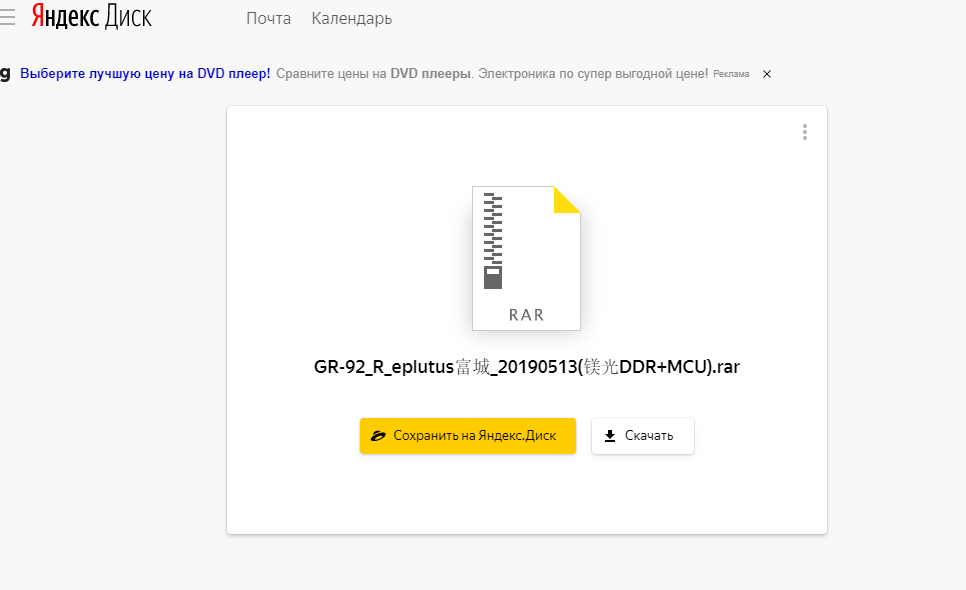 Яндекс Диск Почта Календарь
g Выберите лучшую цену на DVD плеер! Сравните цены на DVD плееры. Электроника по супер выгодной цене! Реклама
RAR
GR-92_R_eplutus富城_20190513(镁光DDR+MCU).rar
Сохранить на Яндекс.Диск Скачать